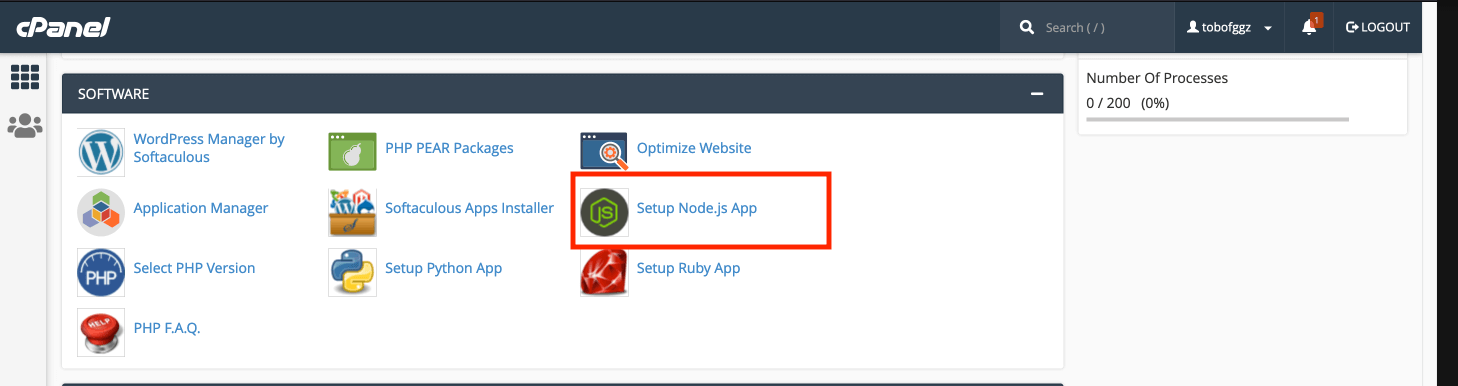 cPanel
Search ( / )
tobofggz
1
LOGOUT
SOFTWARE
Number Of Processes
0 / 200 (0%)
WordPress Manager by
Softaculous
PHP PEAR Packages
Optimize Website
Application Manager
Softaculous Apps Installer
JS
Setup Node.js App
PHP
Select PHP Version
Setup Python App
Setup Ruby App
HELP
PHP F.A.Q.